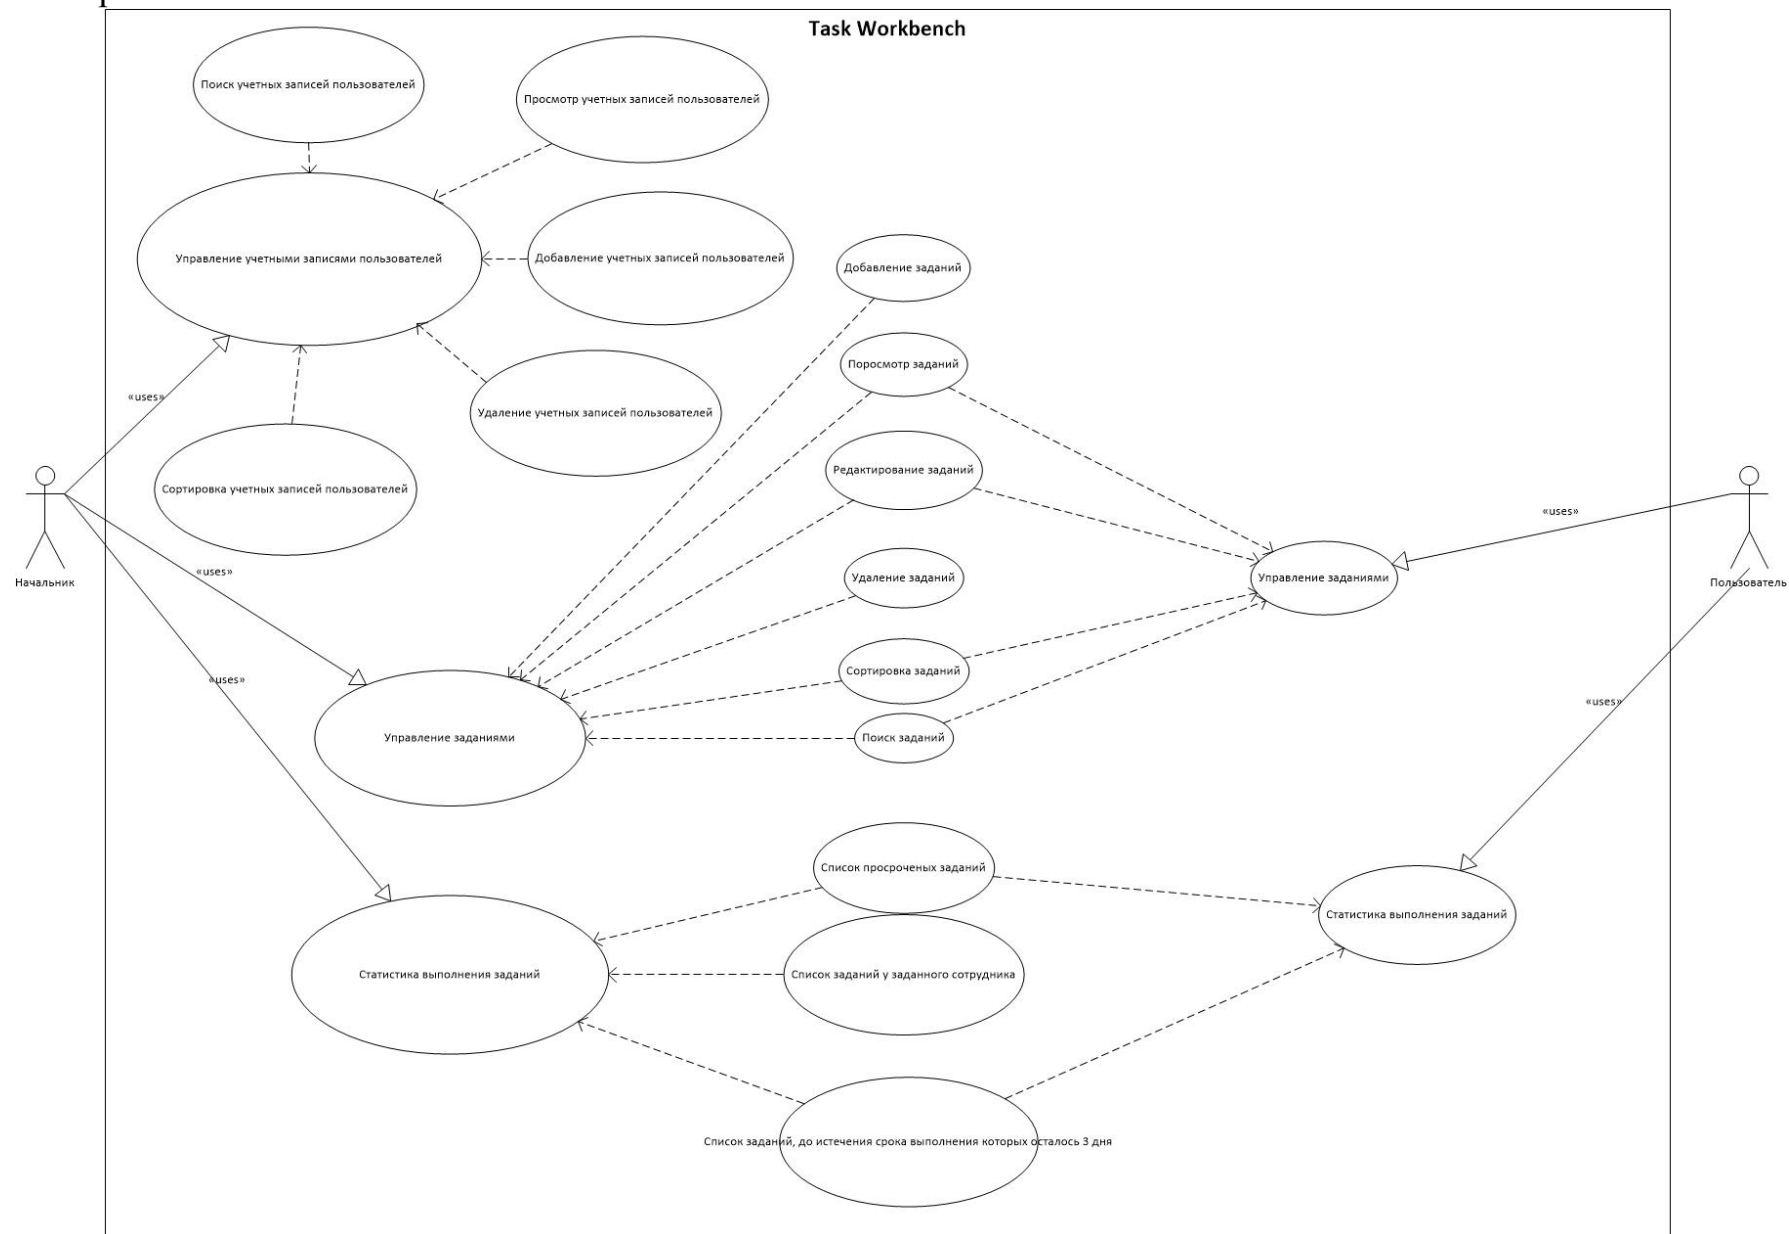 Task Workbench
Поиск учетных записей пользователей
Просмотр учетных записей пользователей
Управление учетными записями пользователей
Добавление учетных записей пользователей
Добавление заданий
Поросмотр заданий
«uses»
Удаление учетных записей пользователей
Сортировка учетных записей пользователей
Редактирование заданий
«uses»
Начальник
«uses»
Удаление заданий
Управление заданиями
Пользователь
Сортировка заданий
«uses»
«uses»
Управление заданиями
Поиск заданий
Список просроченых заданий
Статистика выполнения заданий
Статистика выполнения заданий
Список заданий у заданного сотрудника
Список заданий, до истечения срока выполнения которых осталось 3 дня